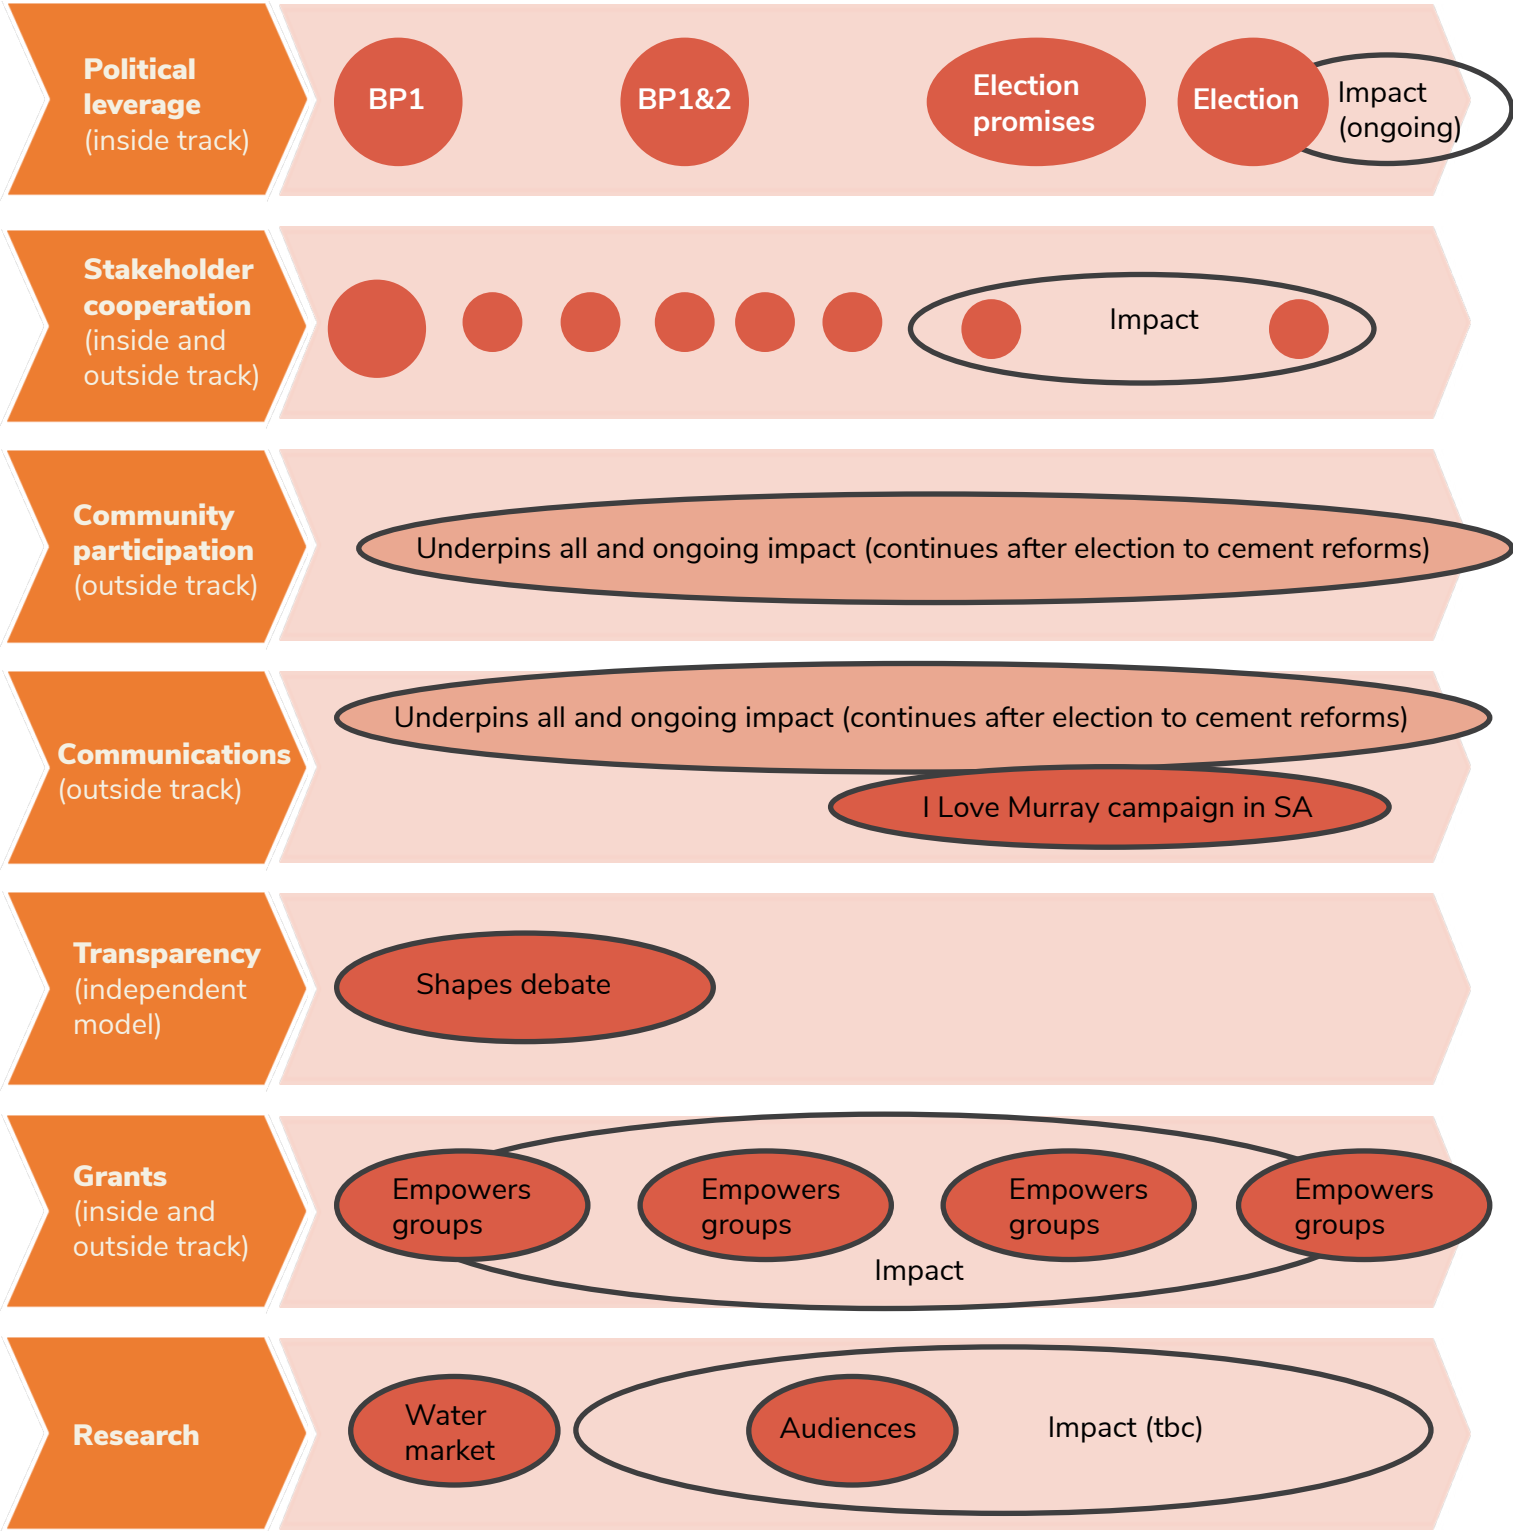 Political
leverage
(inside track)
BP1
BP1&2
Election
promises
Election
Impact
(ongoing)
Stakeholder
cooperation
(inside and
outside track)
Impact
Community
participation
(outside track)
Underpins all and ongoing impact (continues after election to cement reforms)
Communications
(outside track)
Underpins all and ongoing impact (continues after election to cement reforms)
I Love Murray campaign in SA
Transparency
(independent
model)
Shapes debate
Grants
(inside and
outside track)
Empowers
groups
Empowers
groups
Empowers
groups
Empowers
groups
Impact
Research
Water
market
Audiences
Impact (tbc)